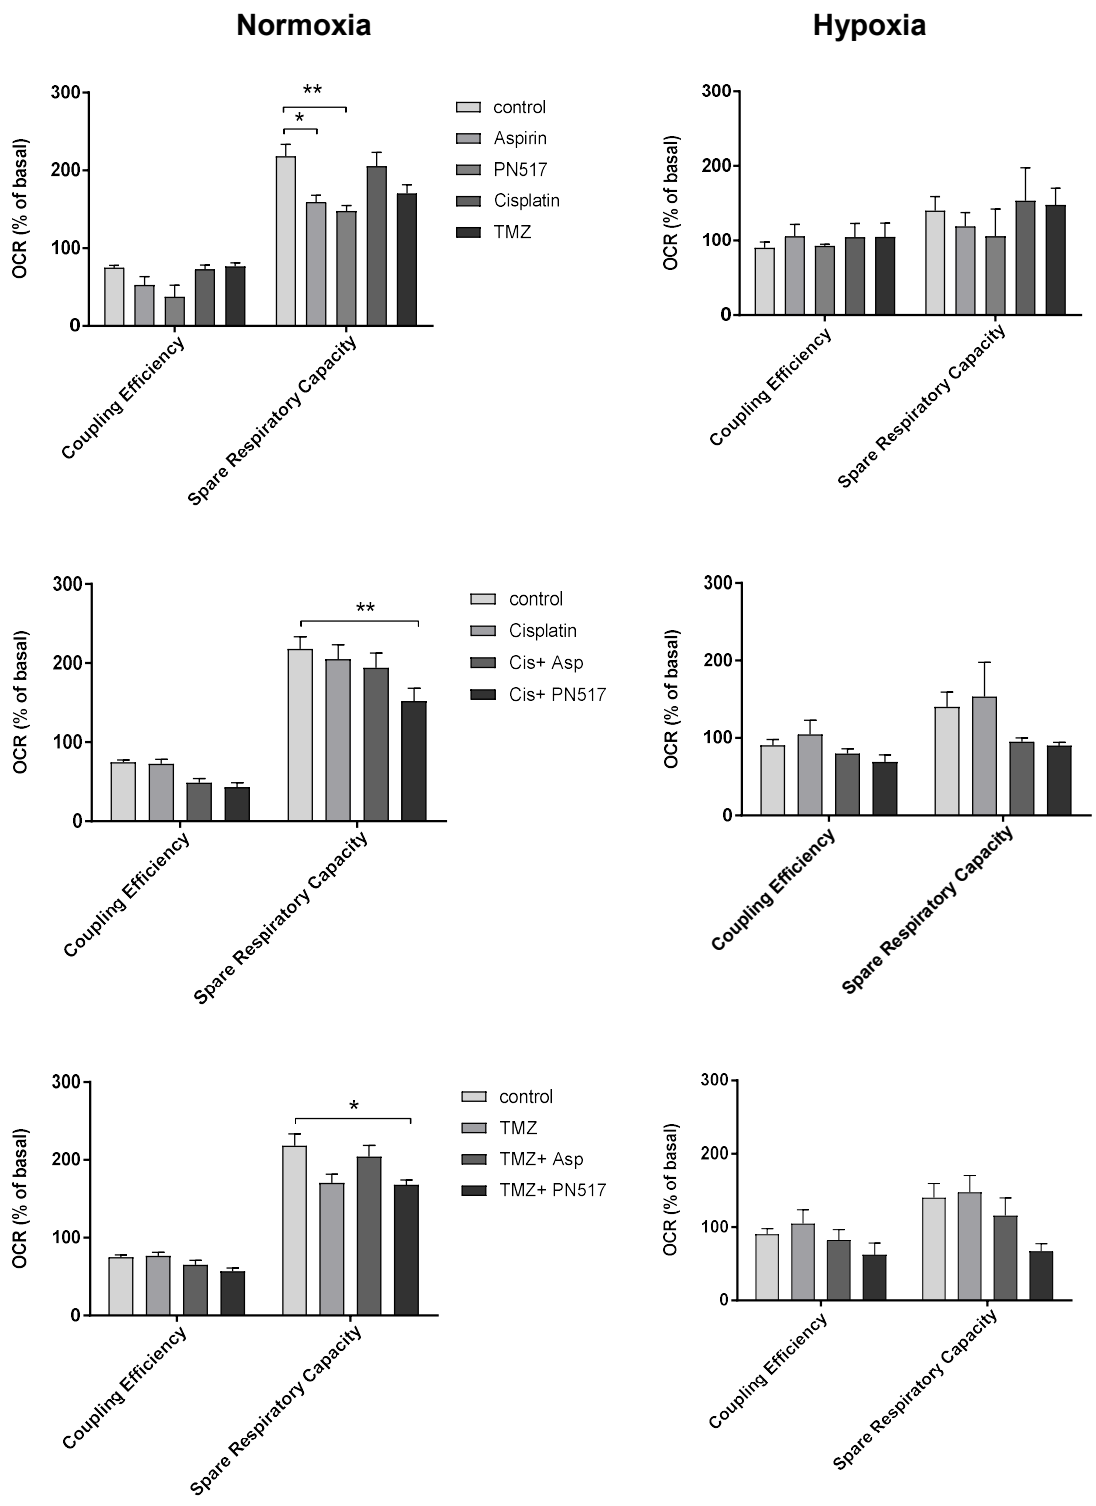 Normoxia
Hypoxia
OCR (% of basal)
300
200
100
0
**
*
control
Aspirin
PN517
Cisplatin
TMZ
Coupling Efficiency
Spare Respiratory Capacity
OCR (% of basal)
300
200
100
0
Coupling Efficiency
Spare Respiratory Capacity
OCR (% of basal)
300
200
100
0
**
control
Cisplatin
Cis+ Asp
Cis+ PN517
Coupling Efficiency
Spare Respiratory Capacity
OCR (% of basal)
300
200
100
0
Coupling Efficiency
Spare Respiratory Capacity
OCR (% of basal)
300
200
100
0
*
control
TMZ
TMZ+ Asp
TMZ+ PN517
Coupling Efficiency
Spare Respiratory Capacity
OCR (% of basal)
300
200
100
0
Coupling Efficiency
Spare Respiratory Capacity